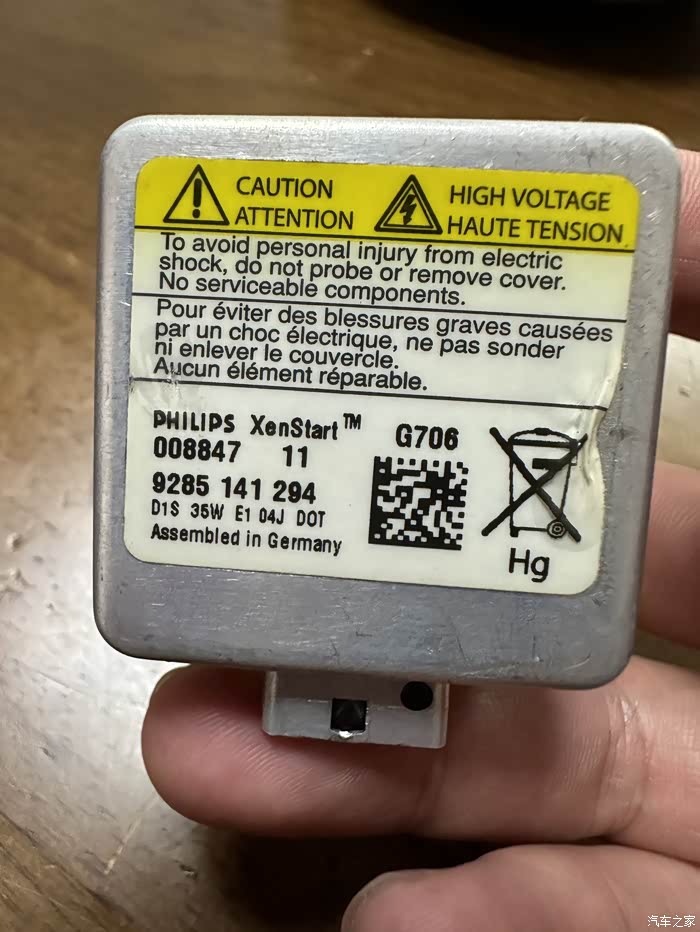 CAUTION
ATTENTION
HIGH VOLTAGE
HAUTE TENSION
To avoid personal injury from electric
shock, do not probe or remove cover.
No serviceable components.
Pour éviter des blessures graves causées
par un choc électrique, ne pas sonder
ni enlever le couvercle.
Aucun élément réparable.
PHILIPS XenStart™ G706
008847 11
9285 141 294
D1S 35W E1 04J DOT
Assembled in Germany
Hg
汽车之家